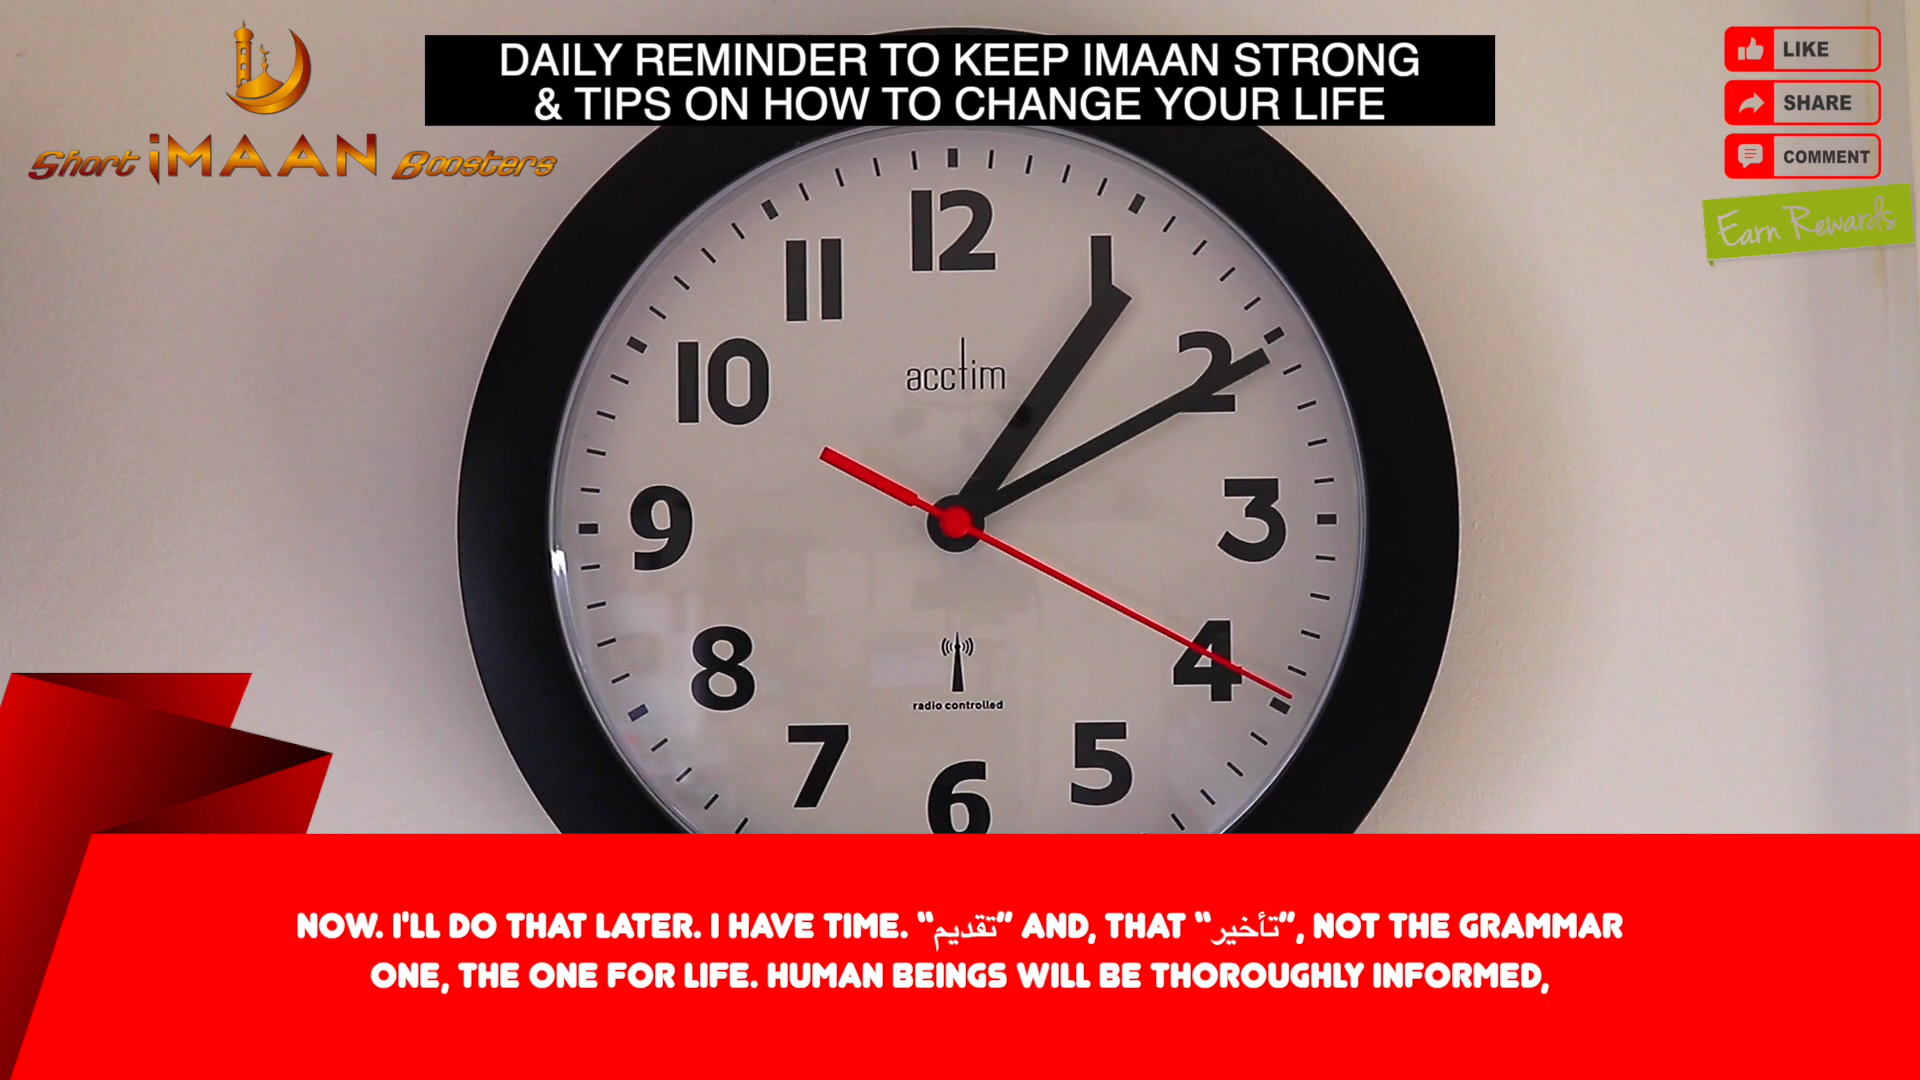 Short iMAAN Boosters
DAILY REMINDER TO KEEP IMAAN STRONG
& TIPS ON HOW TO CHANGE YOUR LIFE
LIKE
SHARE
COMMENT
Earn Rewards
12
11
1
10
2
acctim
9
3
8
4
radio controlled
7
5
6
NOW. I'LL DO THAT LATER. I HAVE TIME. “تقديم” AND, THAT “تأخير”, NOT THE GRAMMAR
ONE, THE ONE FOR LIFE. HUMAN BEINGS WILL BE THOROUGHLY INFORMED,